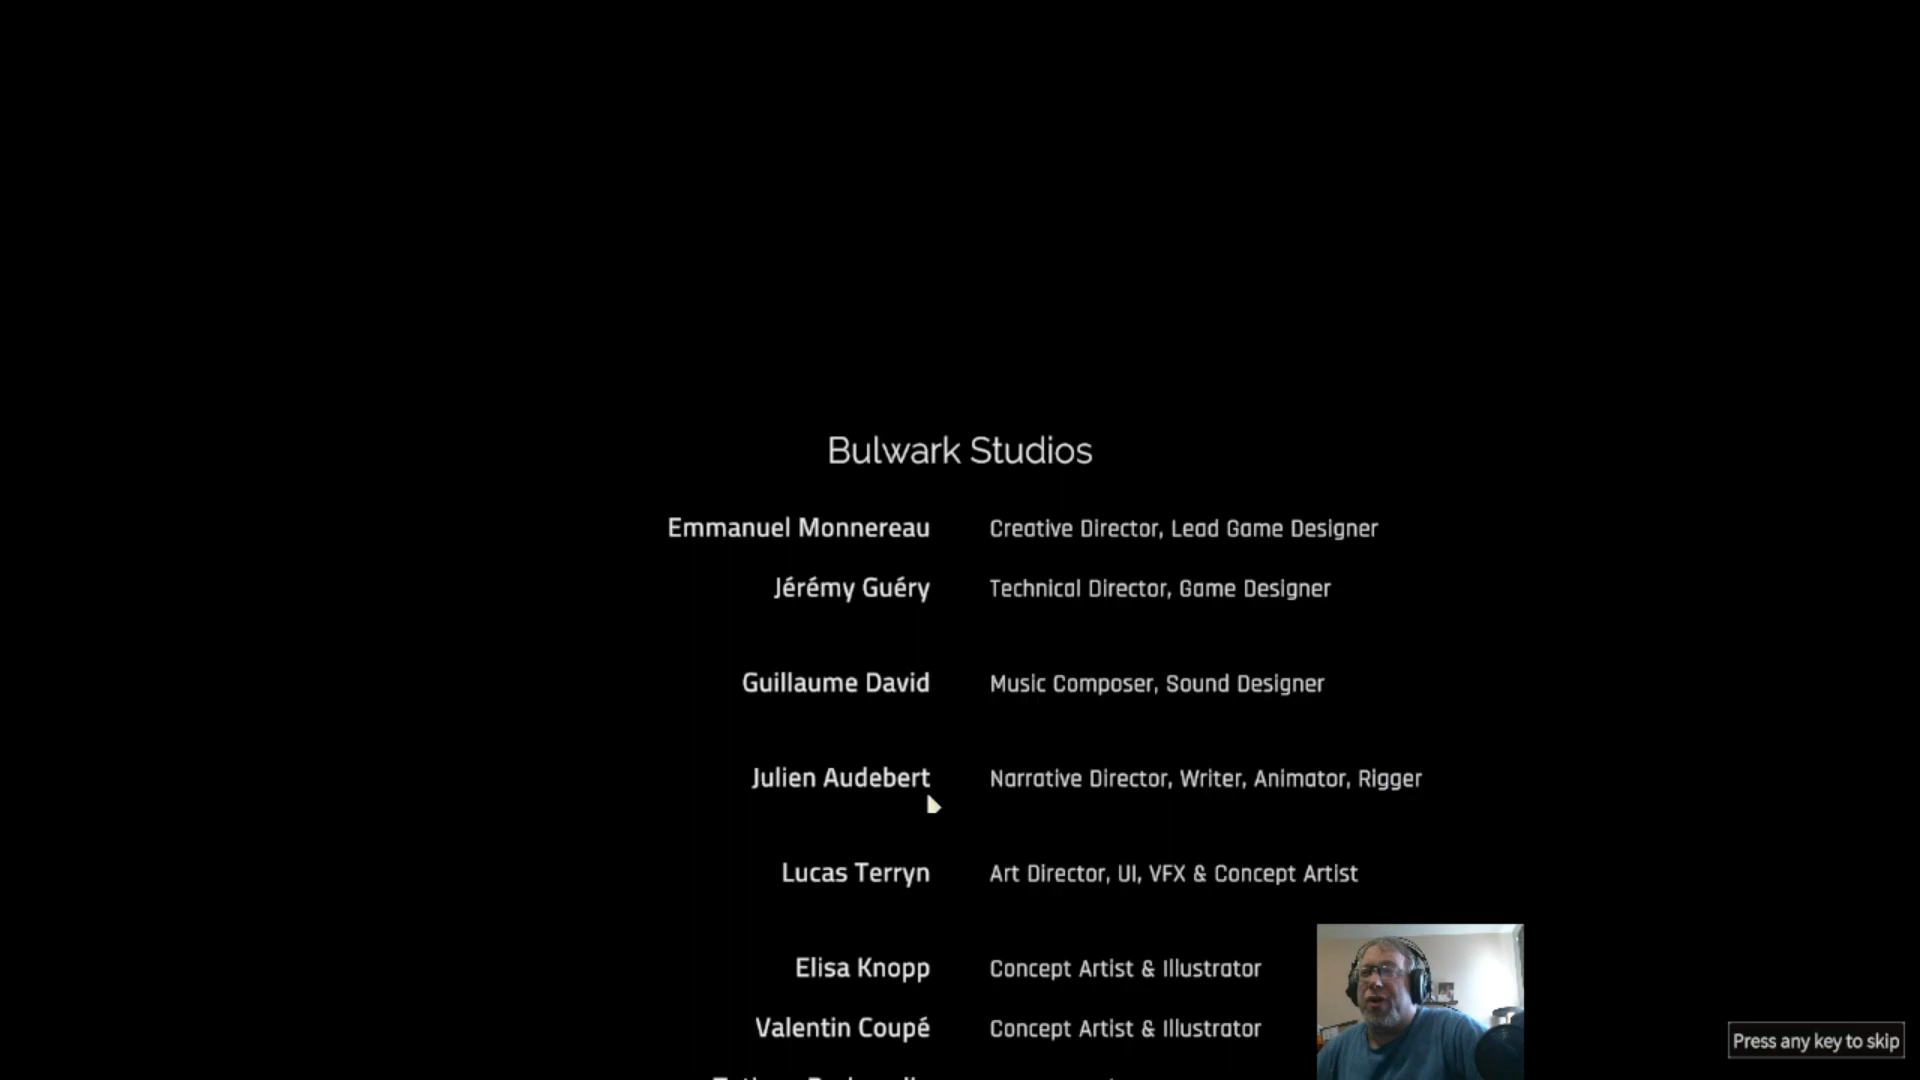 Bulwark Studios
Emmanuel Monnereau Creative Director, Lead Game Designer
Jérémy Guéry Technical Director, Game Designer
Guillaume David Music Composer, Sound Designer
Julien Audebert Narrative Director, Writer, Animator, Rigger
Lucas Terryn Art Director, UI, VFX & Concept Artist
Elisa Knopp Concept Artist & Illustrator
Valentin Coupé Concept Artist & Illustrator
Press any key to skip